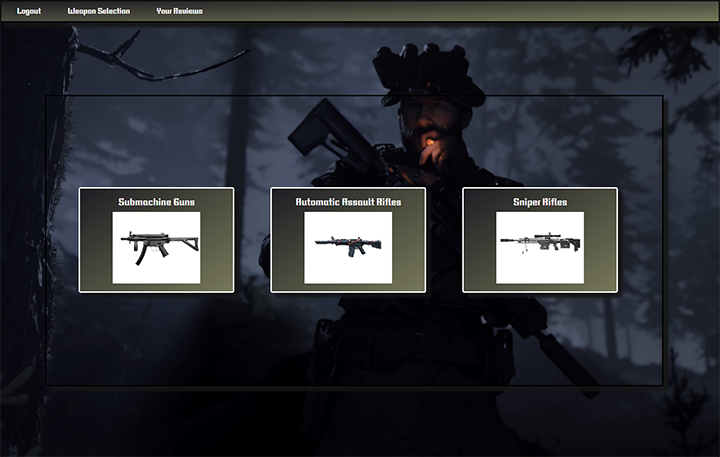 Logout
Weapon Selection
Your Reviews
Submachine Guns
Automatic Assault Rifles
Sniper Rifles